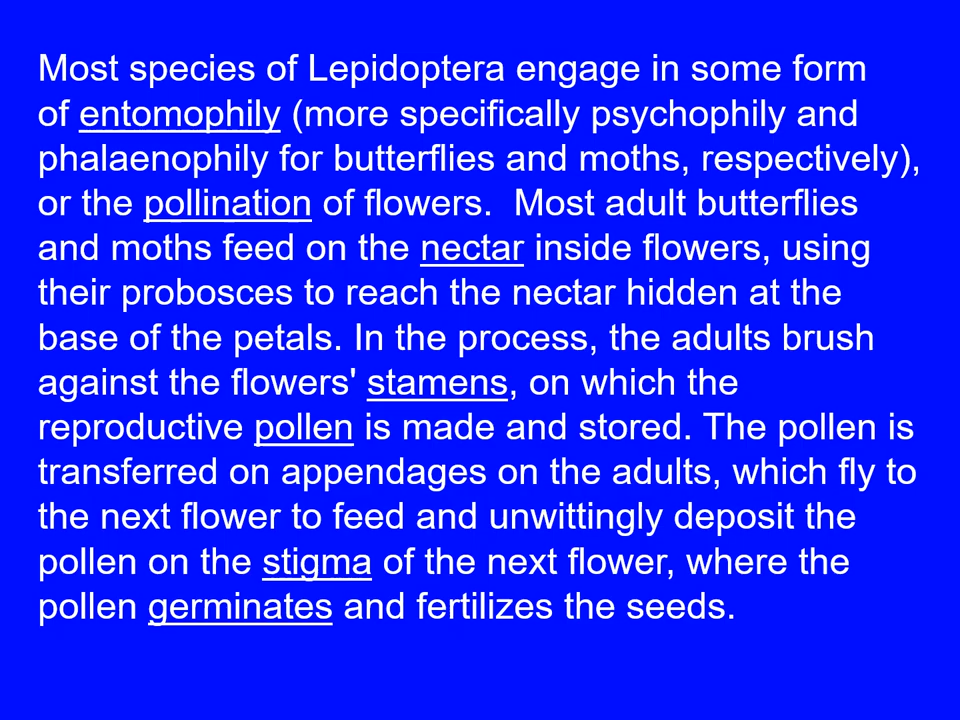 Most species of Lepidoptera engage in some form
of entomophily (more specifically psychophily and
phalaenophily for butterflies and moths, respectively),
or the pollination of flowers.  Most adult butterflies
and moths feed on the nectar inside flowers, using
their probosces to reach the nectar hidden at the
base of the petals. In the process, the adults brush
against the flowers' stamens, on which the
reproductive pollen is made and stored. The pollen is
transferred on appendages on the adults, which fly to
the next flower to feed and unwittingly deposit the
pollen on the stigma of the next flower, where the
pollen germinates and fertilizes the seeds.